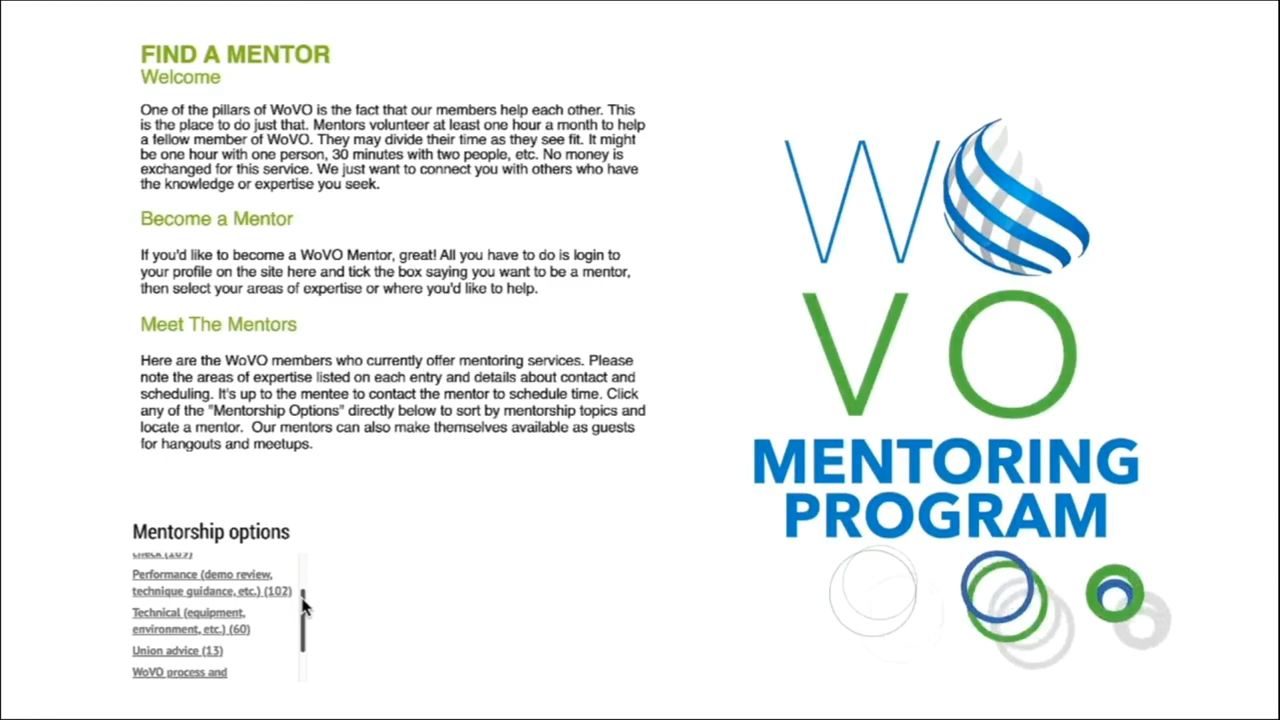 FIND A MENTOR
Welcome
One of the pillars of WoVO is the fact that our members help each other. This
is the place to do just that. Mentors volunteer at least one hour a month to help
a fellow member of WoVO. They may divide their time as they see fit. It might
be one hour with one person, 30 minutes with two people, etc. No money is
exchanged for this service. We just want to connect you with others who have
the knowledge or expertise you seek.
Become a Mentor
If you'd like to become a WoVO Mentor, great! All you have to do is login to
your profile on the site here and tick the box saying you want to be a mentor,
then select your areas of expertise or where you'd like to help.
Meet The Mentors
Here are the WoVO members who currently offer mentoring services. Please
note the areas of expertise listed on each entry and details about contact and
scheduling. It's up to the mentee to contact the mentor to schedule time. Click
any of the "Mentorship Options" directly below to sort by mentorship topics and
locate a mentor. Our mentors can also make themselves available as guests
for hangouts and meetups.
Mentorship options
check
Performance (demo review,
technique guidance, etc.) (102)
Technical (equipment,
environment, etc.) (60)
Union advice (13)
WoVO process and
WO
VO
MENTORING
PROGRAM